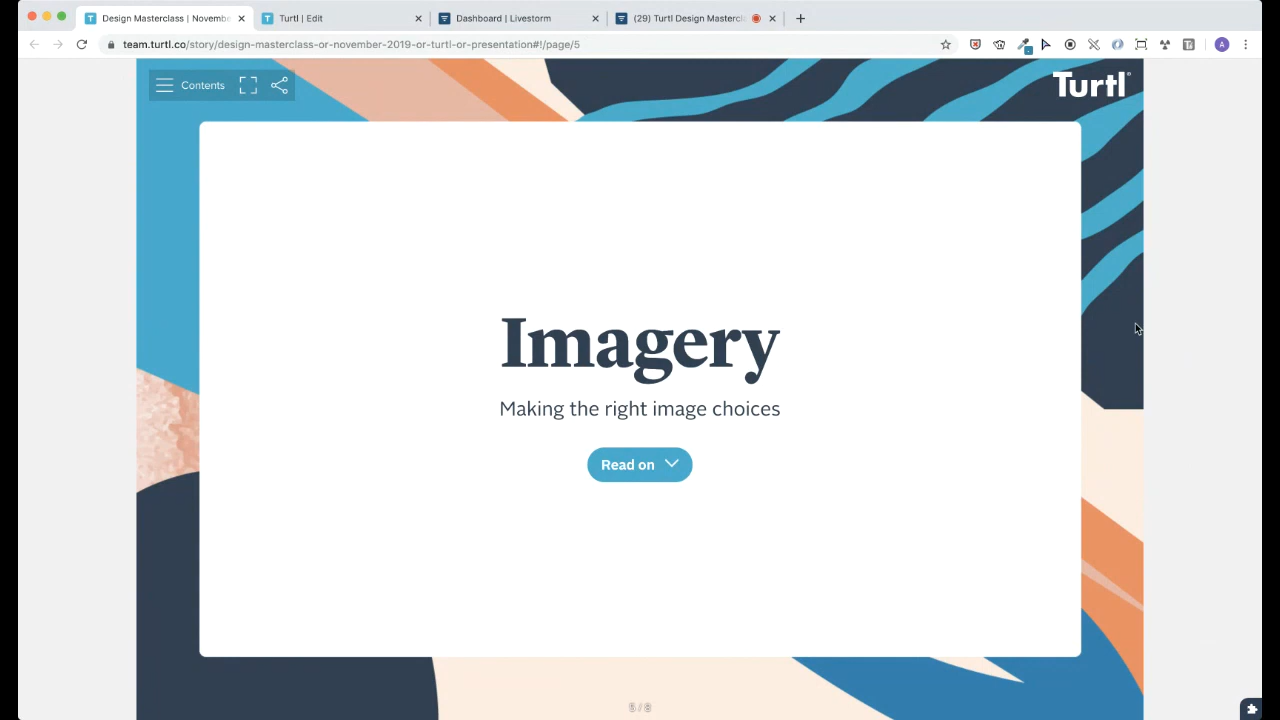 Design Masterclass | Novembe
Turtl | Edit
Dashboard | Livestorm
(29) Turtl Design Mastercl
team.turtl.co/story/design-masterclass-or-november-2019-or-turtl-or-presentation#!/page/5
A
Contents
Turtl
Imagery
Making the right image choices
Read on
5 / 8